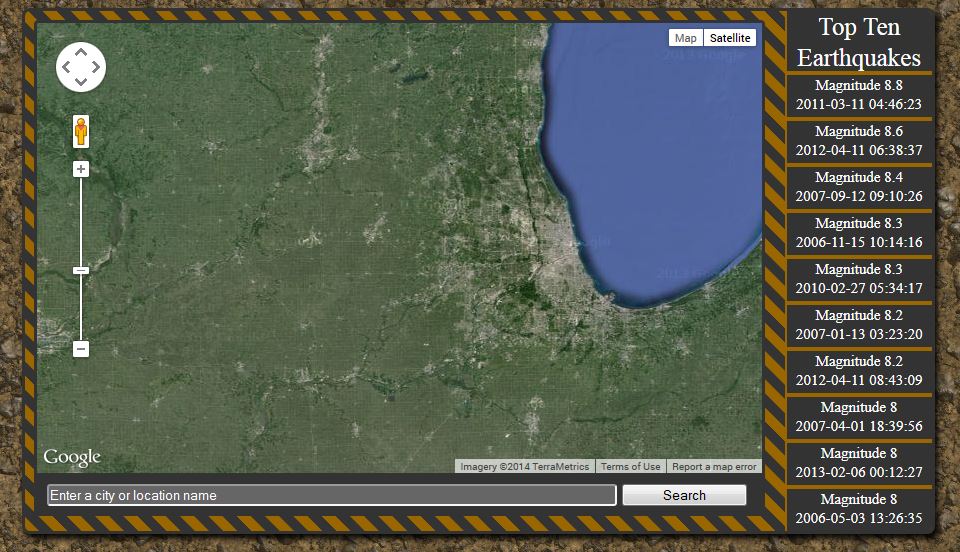 Map Satellite
Google
Imagery ©2014 TerraMetrics Terms of Use Report a map error
Enter a city or location name
Search
Top Ten
Earthquakes
Magnitude 8.8
2011-03-11 04:46:23
Magnitude 8.6
2012-04-11 06:38:37
Magnitude 8.4
2007-09-12 09:10:26
Magnitude 8.3
2006-11-15 10:14:16
Magnitude 8.3
2010-02-27 05:34:17
Magnitude 8.2
2007-01-13 03:23:20
Magnitude 8.2
2012-04-11 08:43:09
Magnitude 8
2007-04-01 18:39:56
Magnitude 8
2013-02-06 00:12:27
Magnitude 8
2006-05-03 13:26:35